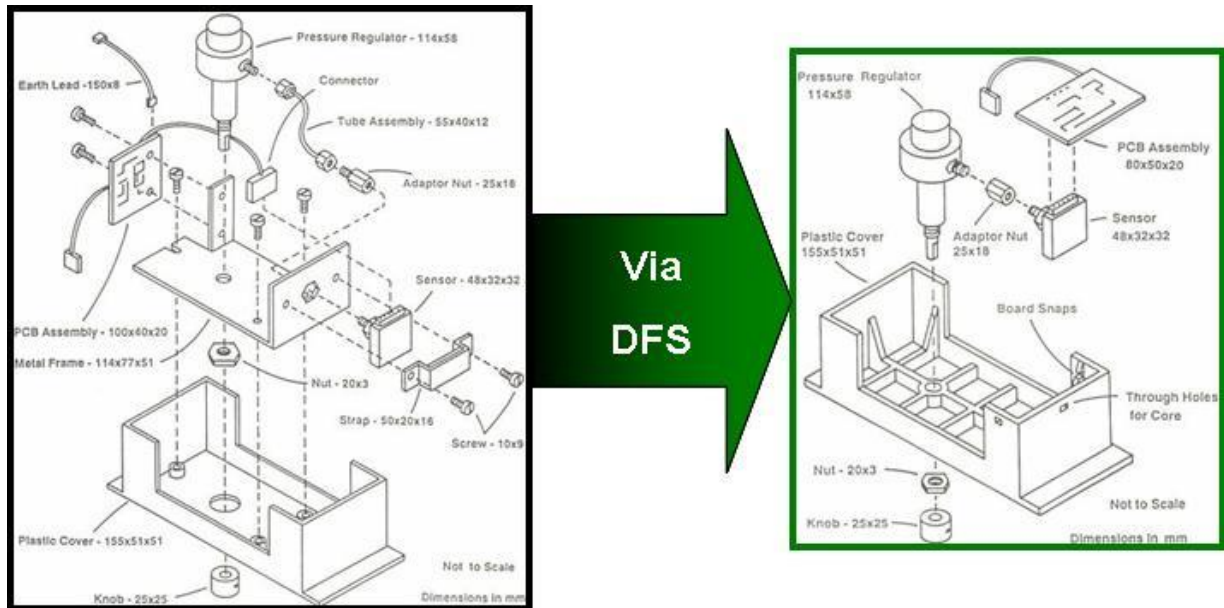 Pressure Regulator - 114x58
Earth Lead -150x8
Connector
Tube Assembly - 55x40x12
Adaptor Nut - 25x18
Sensor - 48x32x32
PCB Assembly - 100x40x20
Metal Frame - 114x77x51
Nut - 20x3
Strap - 50x20x16
Screw - 10x9
Plastic Cover - 155x51x51
Not to Scale
Knob - 25x25
Dimensions in mm
Via
DFS
Pressure Regulator
114x58
PCB Assembly
80x50x20
Sensor
48x32x32
Adaptor Nut
25x18
Plastic Cover
155x51x51
Board Snaps
Through Holes
for Core
Nut - 20x3
Not to Scale
Knob - 25x25
Dimensions in mm